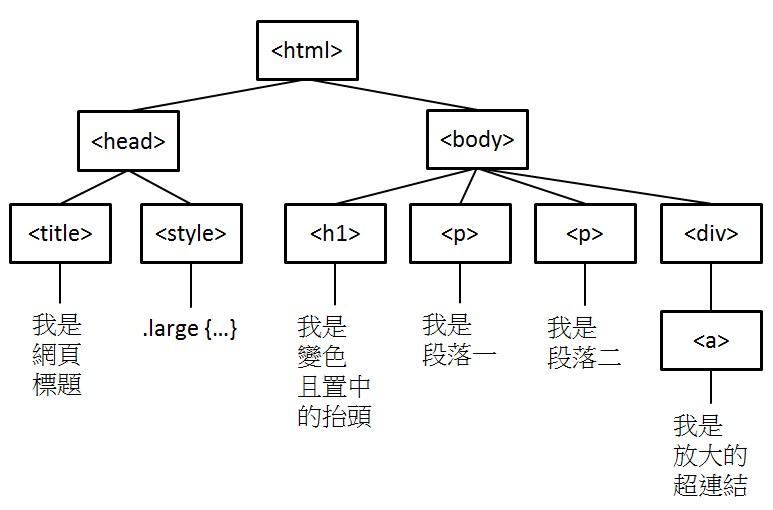 <html>
<head>
<body>
<title>
<style>
<h1>
<p>
<p>
<div>
我是
網頁
標題
.large {…}
我是
變色
且置中
的抬頭
我是
段落一
我是
段落二
<a>
我是
放大的
超連結